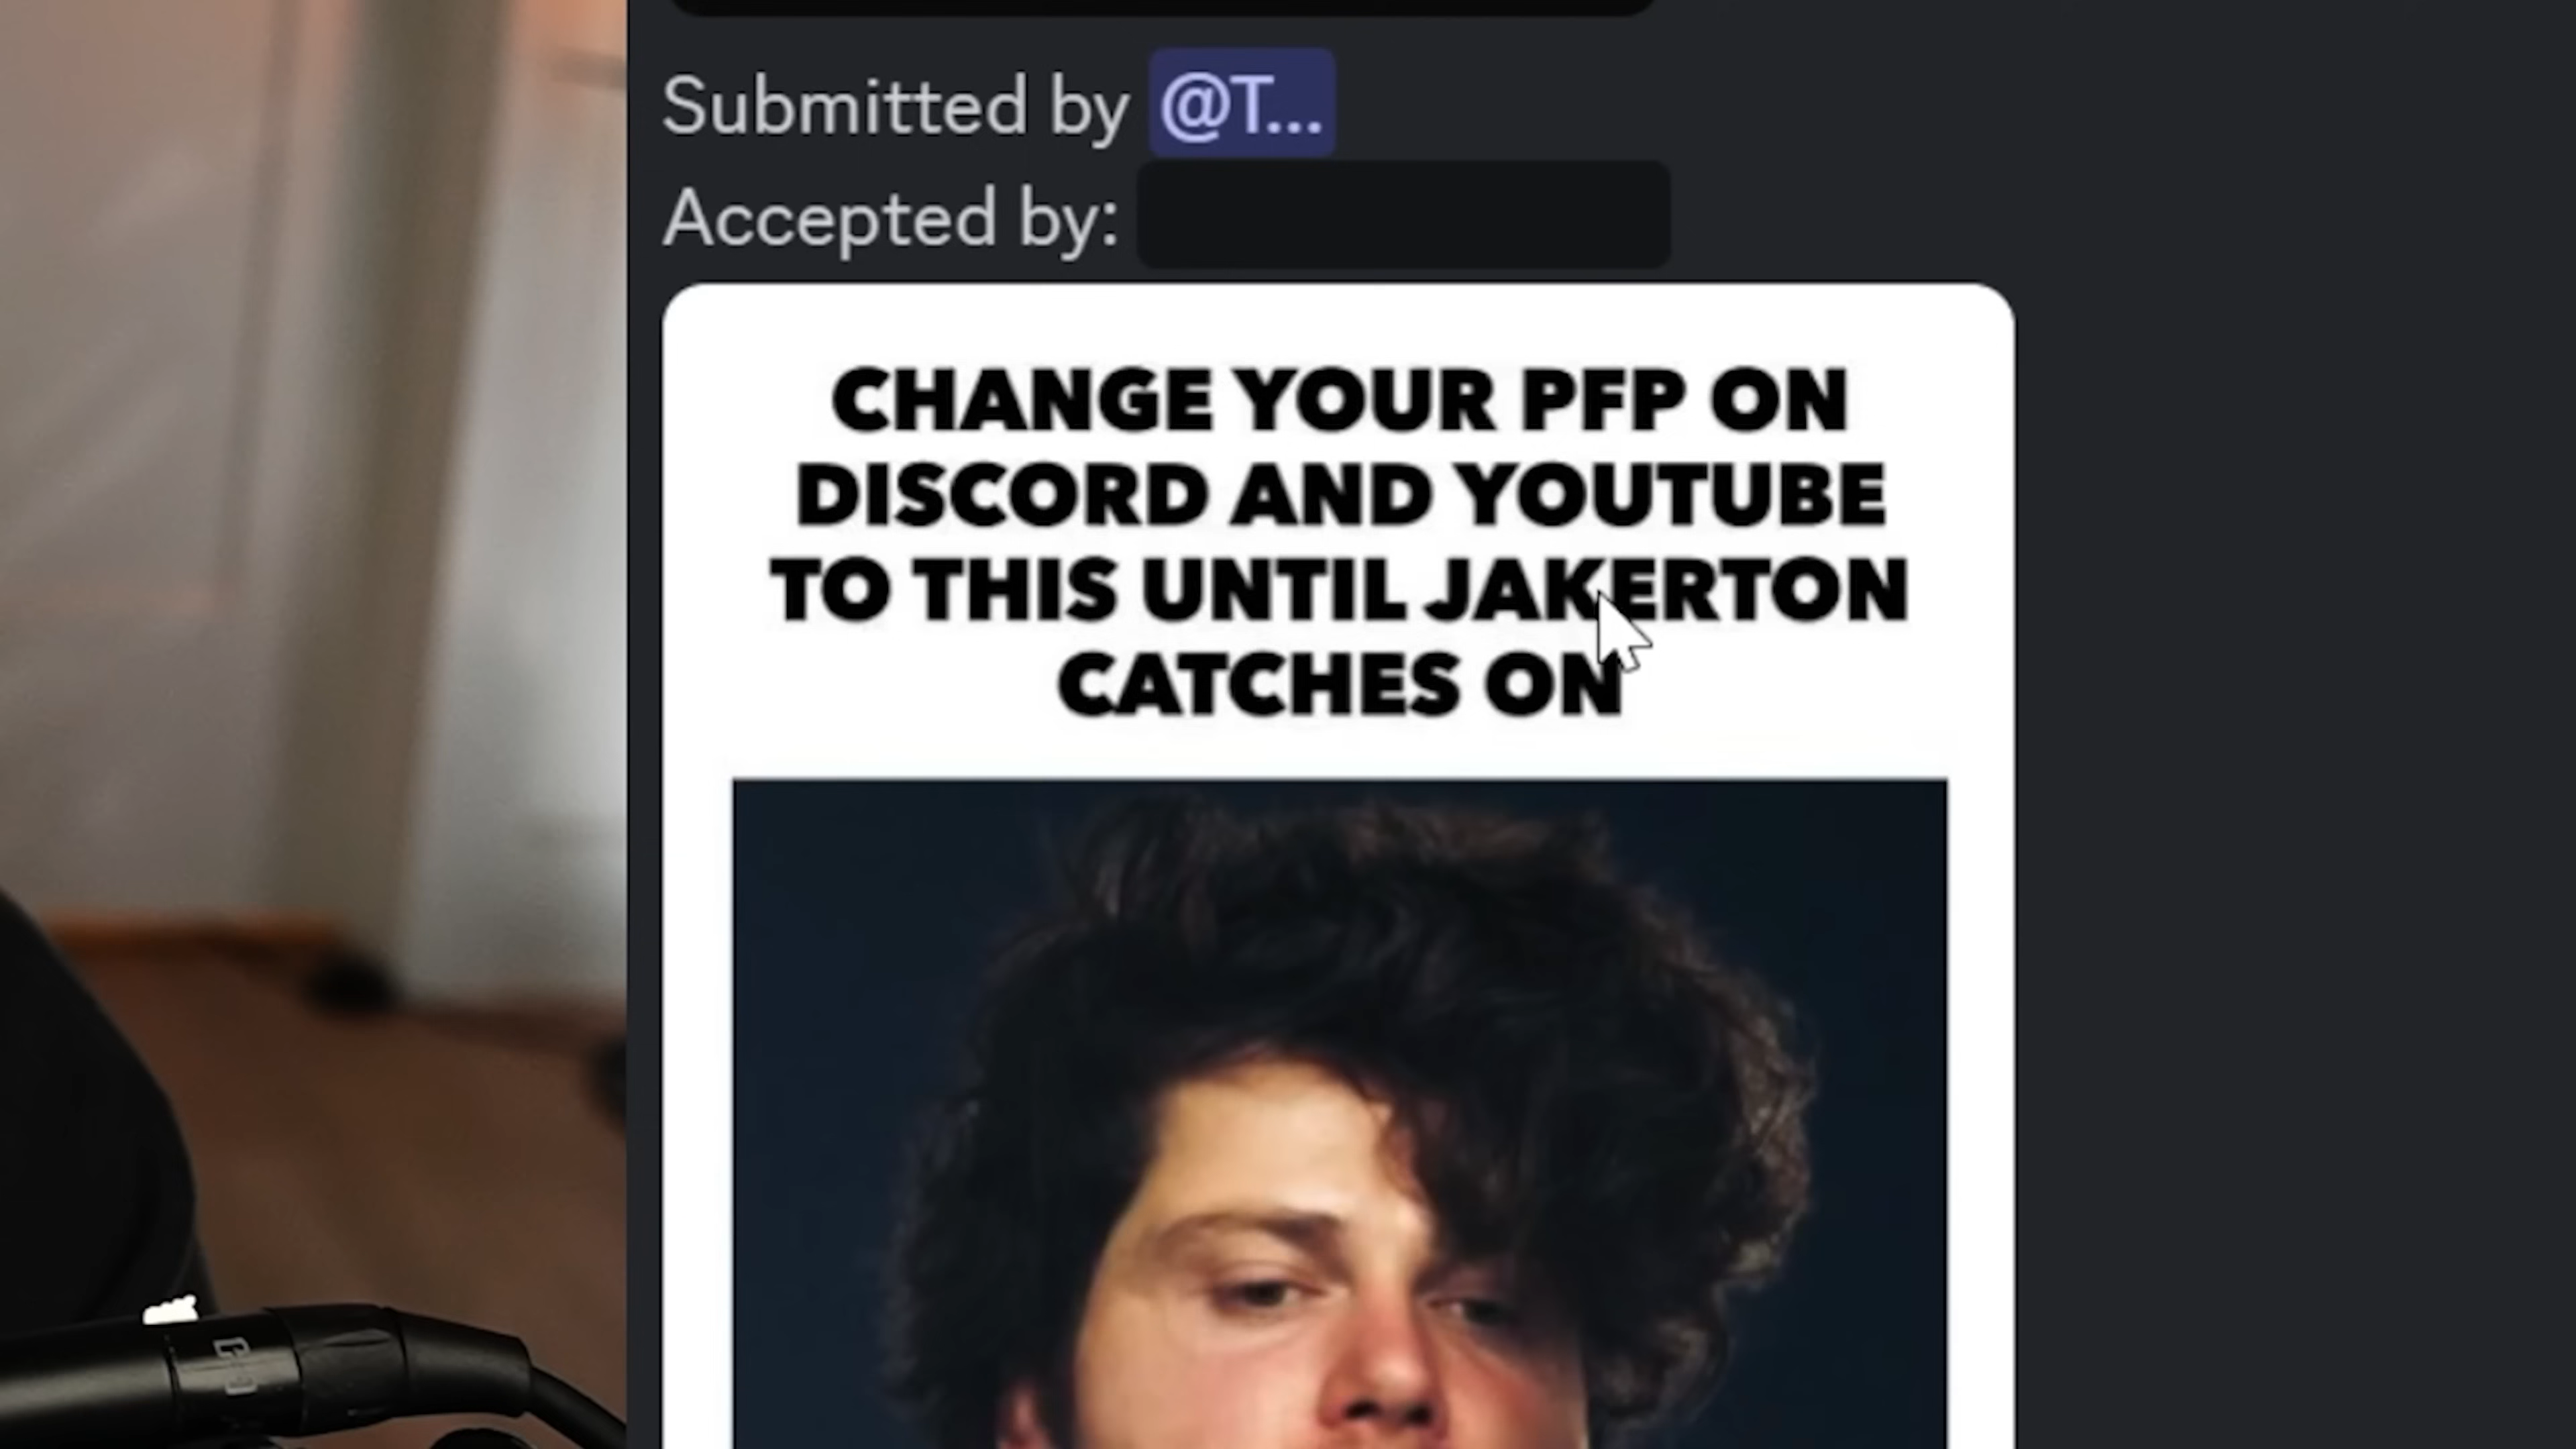 Submitted by @T...
Accepted by:
CHANGE YOUR PFP ON
DISCORD AND YOUTUBE
TO THIS UNTIL JAKERTON
CATCHES ON